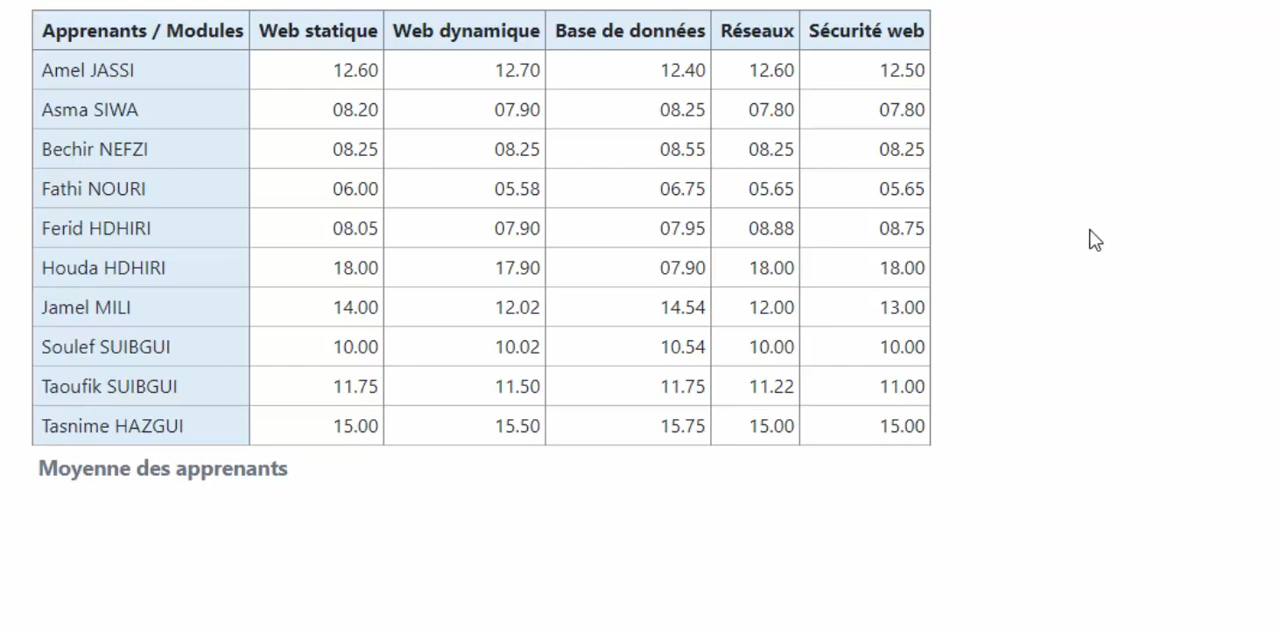 Apprenants / Modules Web statique Web dynamique Base de données Réseaux Sécurité web
Amel JASSI 12.60 12.70 12.40 12.60 12.50
Asma SIWA 08.20 07.90 08.25 07.80 07.80
Bechir NEFZI 08.25 08.25 08.55 08.25 08.25
Fathi NOURI 06.00 05.58 06.75 05.65 05.65
Ferid HDHIRI 08.05 07.90 07.95 08.88 08.75
Houda HDHIRI 18.00 17.90 07.90 18.00 18.00
Jamel MILI 14.00 12.02 14.54 12.00 13.00
Soulef SUIBGUI 10.00 10.02 10.54 10.00 10.00
Taoufik SUIBGUI 11.75 11.50 11.75 11.22 11.00
Tasnime HAZGUI 15.00 15.50 15.75 15.00 15.00
Moyenne des apprenants